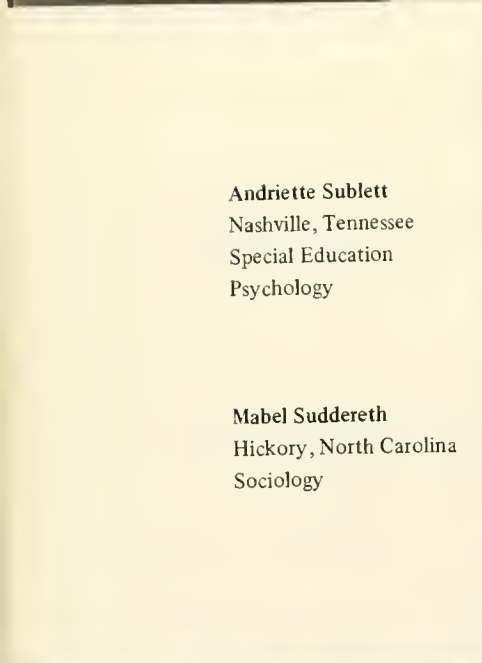 Andriette Sublett
Nashville, Tennessee
Special Education
Psychology
Mabel Suddereth
Hickory, North Carolina
Sociology